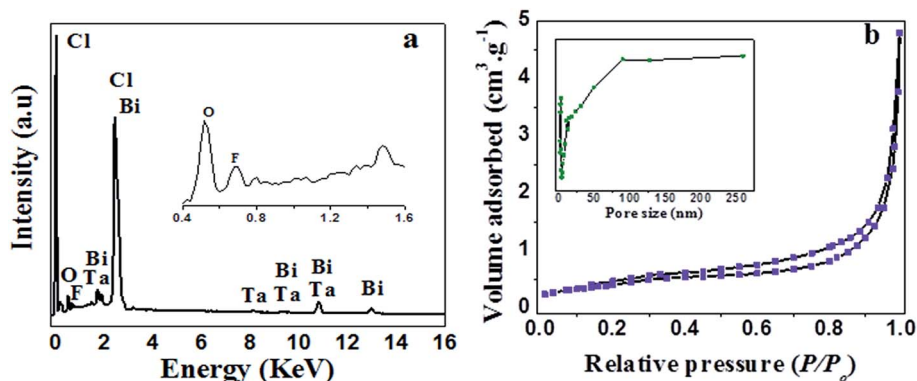 a
Cl
Cl
Bi
O
F
Bi
Ta
Ta
Bi
Ta
Bi
Ta
Bi
O
F
0.4 0.8 1.2 1.6
0 2 4 6 8 10 12 14 16
Energy (KeV)
Intensity (a.u)
b
5
4
3
2
1
0
0 50 100 150 200 250
Pore size (nm)
0.0 0.2 0.4 0.6 0.8 1.0
Relative pressure (P/Po)
Volume adsorbed (cm³.g-¹)